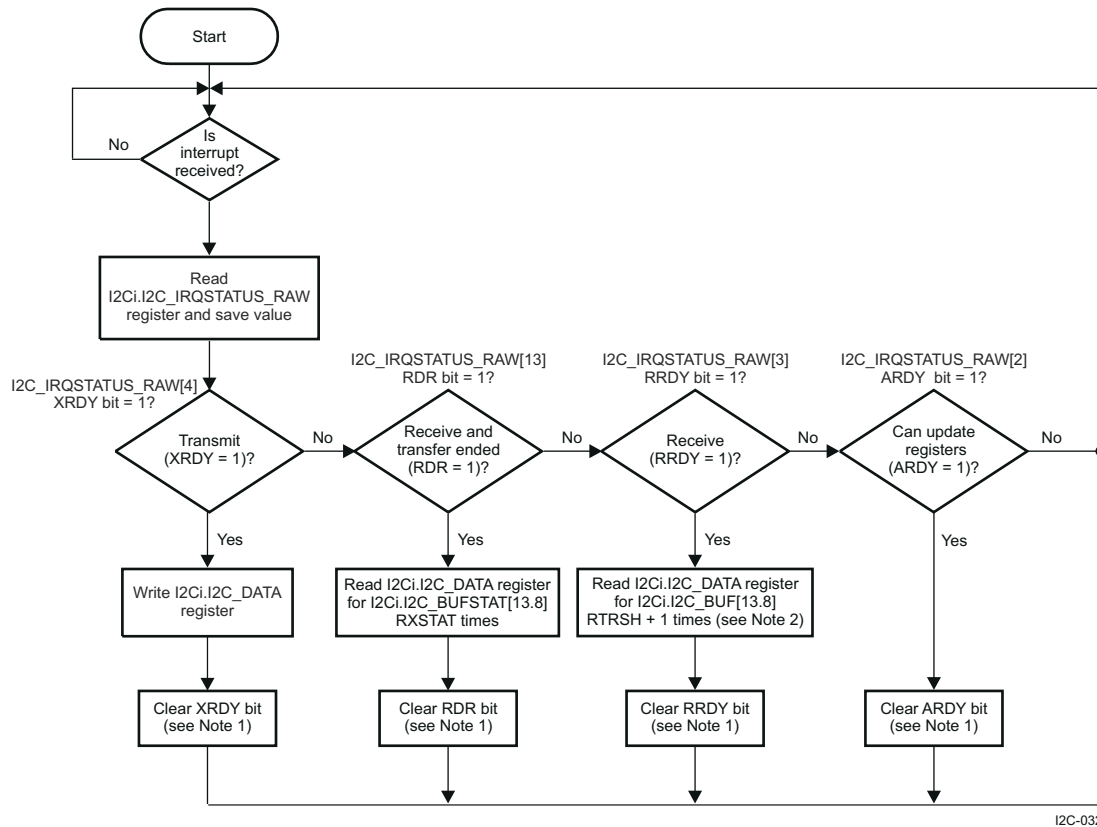 Start
No
Is
interrupt
received?
Read
I2Ci.I2C_IRQSTATUS_RAW
register and save value
I2C_IRQSTATUS_RAW[4]
XRDY bit = 1?
I2C_IRQSTATUS_RAW[13]
RDR bit = 1?
I2C_IRQSTATUS_RAW[3]
RRDY bit = 1?
I2C_IRQSTATUS_RAW[2]
ARDY bit = 1?
Transmit
(XRDY = 1)?
No
Receive and
transfer ended
(RDR = 1)?
No
Receive
(RRDY = 1)?
No
Can update
registers
(ARDY = 1)?
No
Yes
Yes
Yes
Yes
Write I2Ci.I2C_DATA
register
Read I2Ci.I2C_DATA register
for I2Ci.I2C_BUFSTAT[13.8]
RXSTAT times
Read I2Ci.I2C_DATA register
for I2Ci.I2C_BUF[13.8]
RTRSH + 1 times (see Note 2)
Clear XRDY bit
(see Note 1)
Clear RDR bit
(see Note 1)
Clear RRDY bit
(see Note 1)
Clear ARDY bit
(see Note 1)
I2C-032